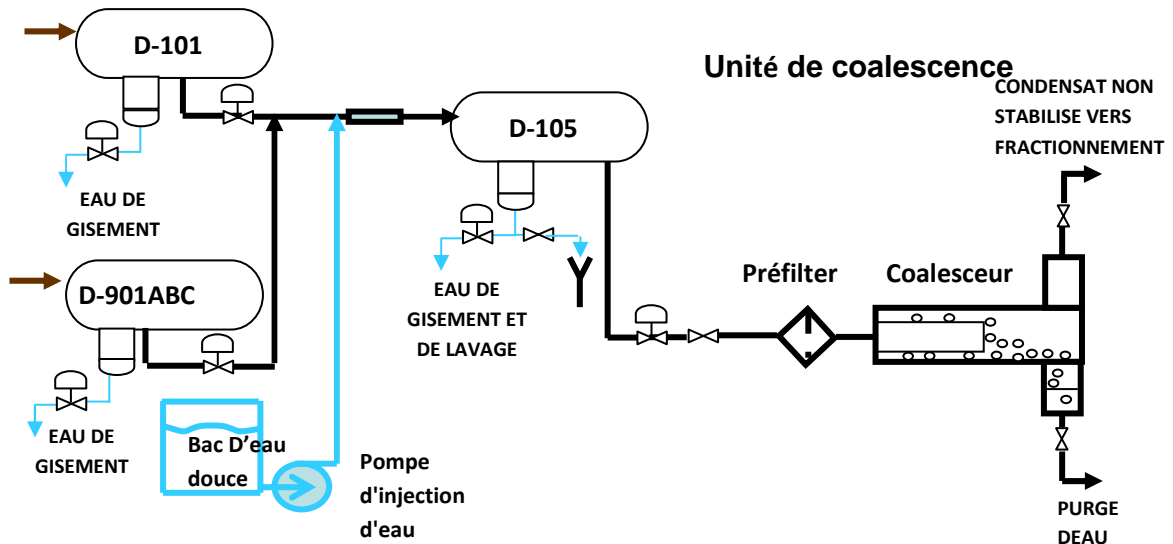 D-101
Unité de coalescence
CONDENSAT NON
STABILISE VERS
FRACTIONNEMENT
D-105
EAU DE
GISEMENT
D-901ABC
EAU DE
GISEMENT ET
DE LAVAGE
Préfilter
Coalesceur
EAU DE
GISEMENT
Bac D’eau
douce
Pompe
d'injection
d'eau
PURGE
DEAU